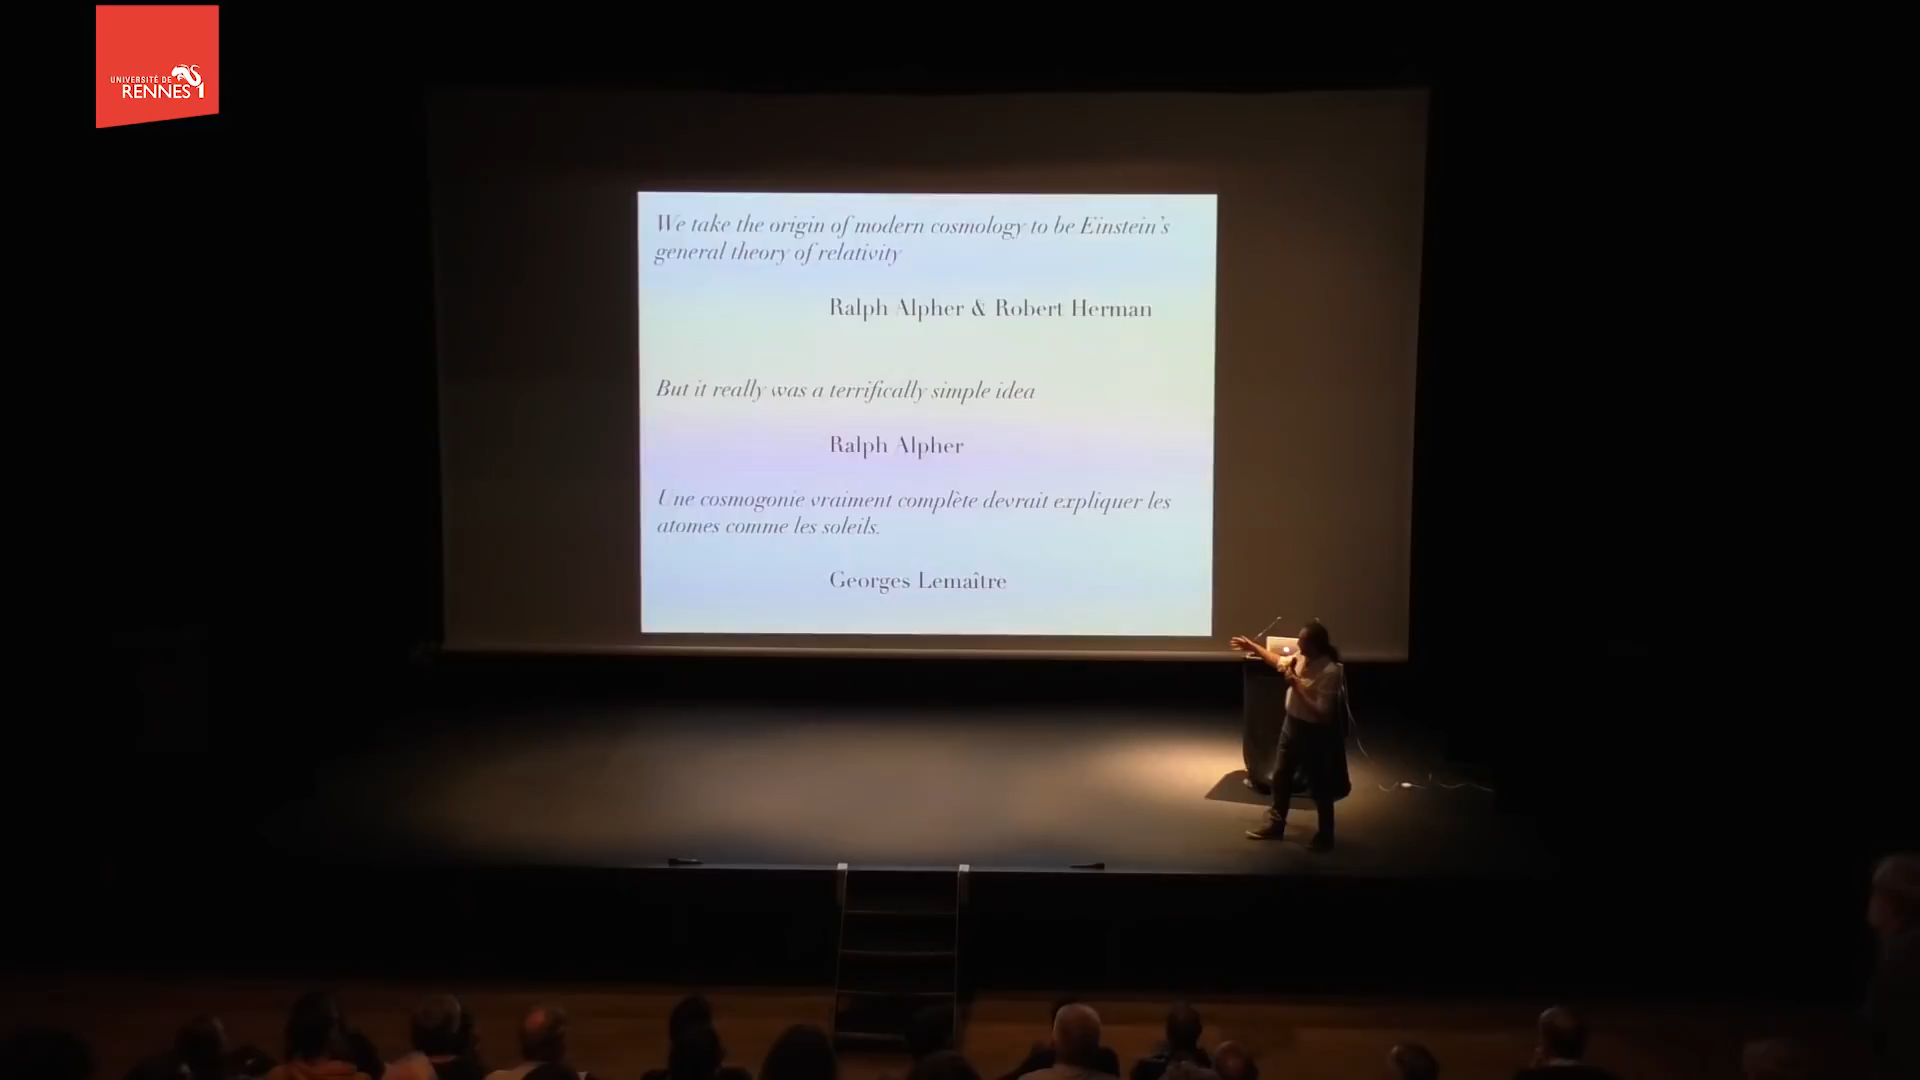 UNIVERSITÉ DE
RENNES 1
We take the origin of modern cosmology to be Einstein's
general theory of relativity
Ralph Alpher & Robert Herman
But it really was a terrifically simple idea
Ralph Alpher
Une cosmogonie vraiment complète devrait expliquer les
atomes comme les soleils.
Georges Lemaître